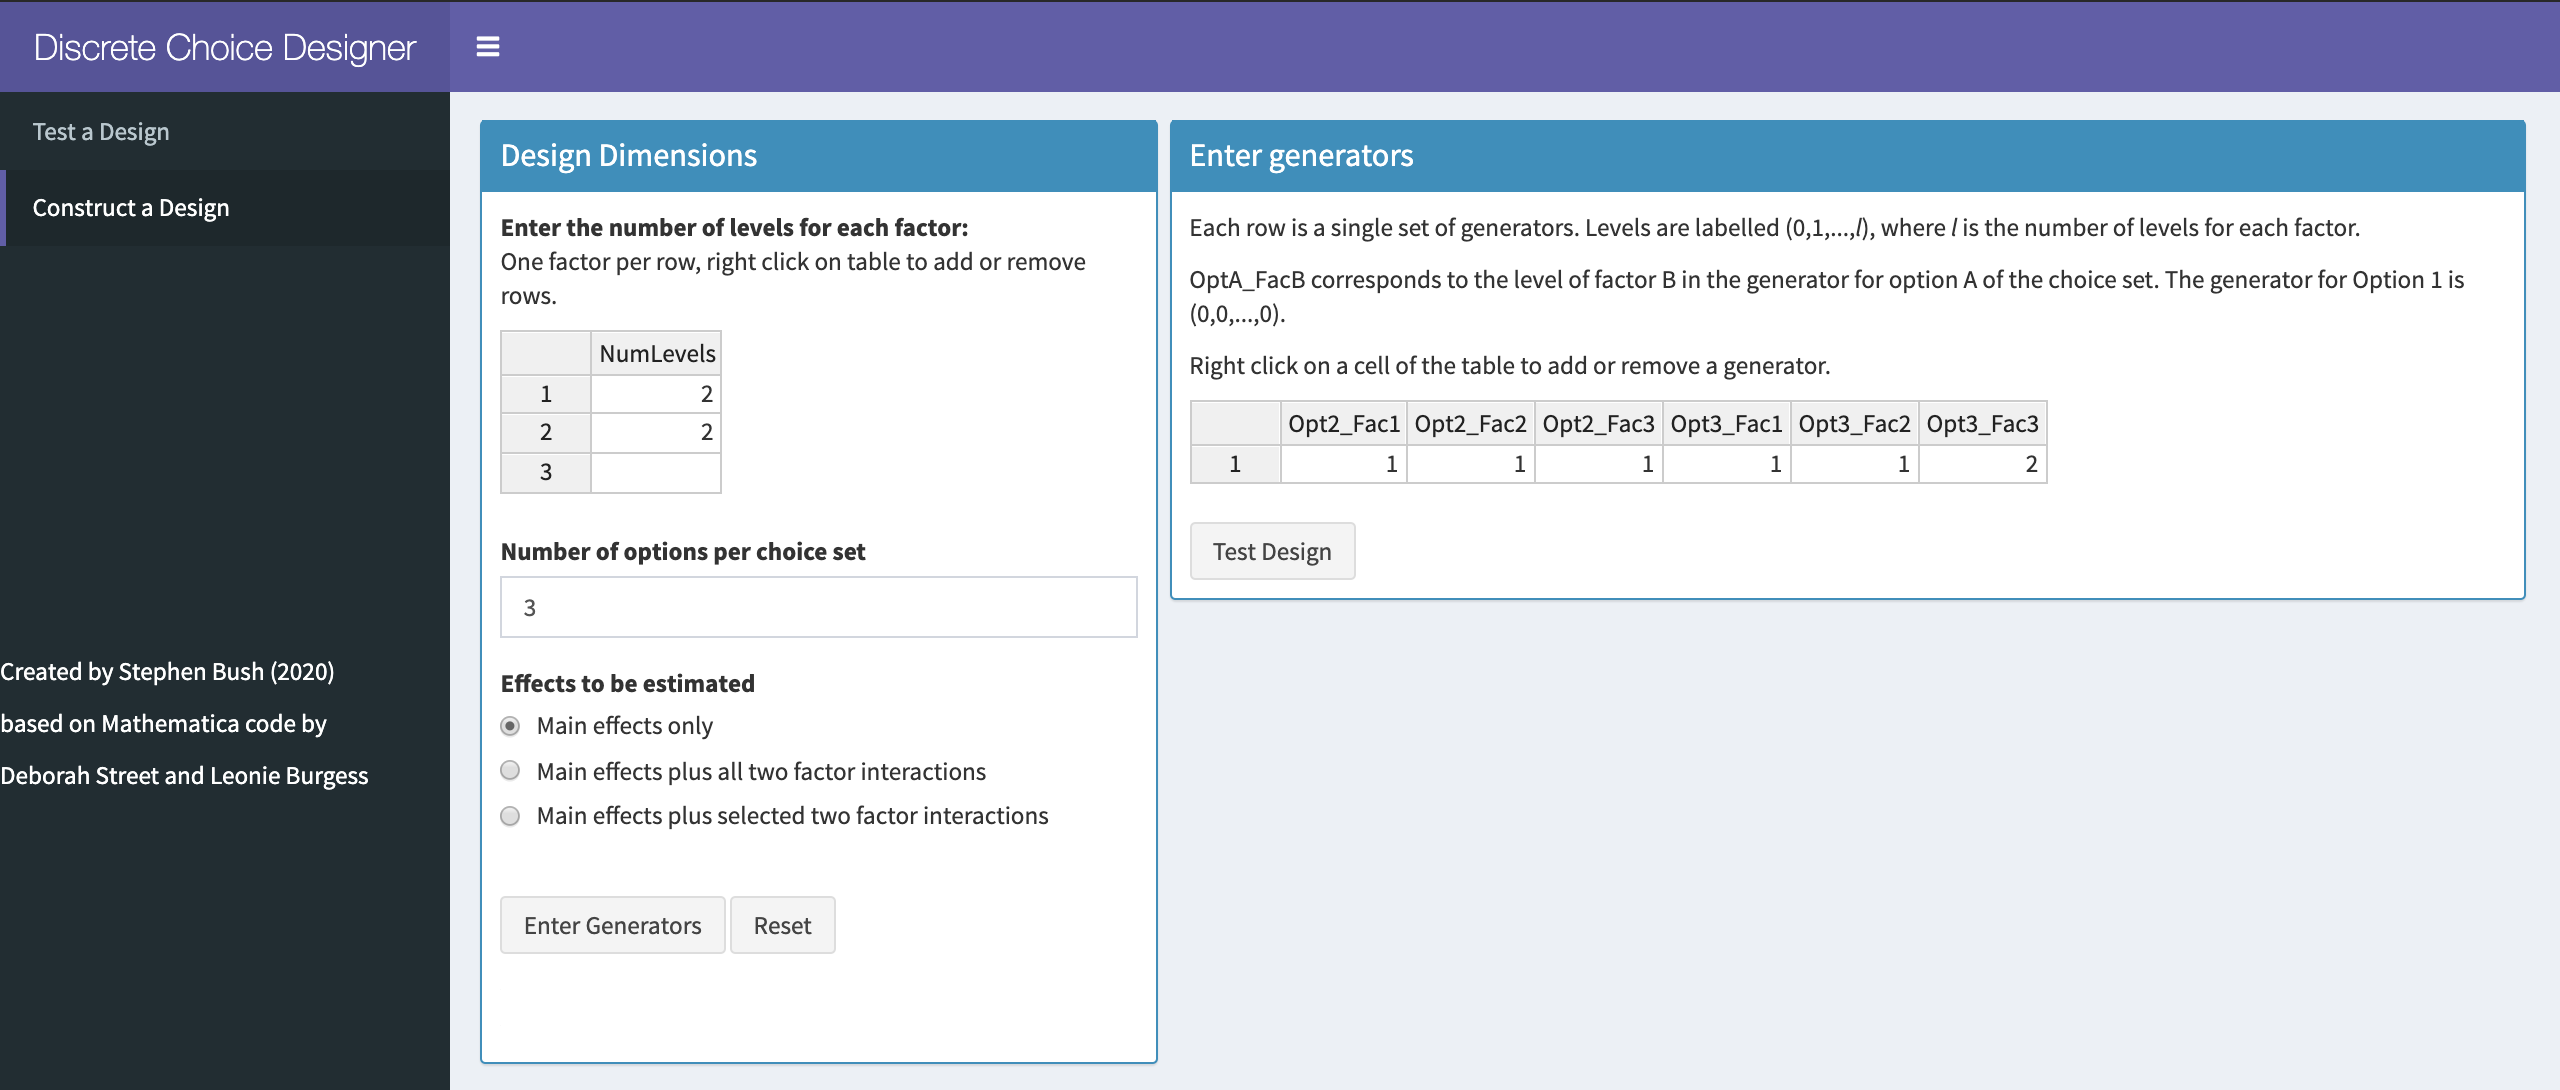 Discrete Choice Designer
Test a Design
Construct a Design
Created by Stephen Bush (2020)
based on Mathematica code by
Deborah Street and Leonie Burgess
Design Dimensions
Enter the number of levels for each factor:
One factor per row, right click on table to add or remove
rows.
NumLevels
1 2
2 2
3
Number of options per choice set
3
Effects to be estimated
Main effects only
Main effects plus all two factor interactions
Main effects plus selected two factor interactions
Enter Generators Reset
Enter generators
Each row is a single set of generators. Levels are labelled (0,1,...,l), where l is the number of levels for each factor.
OptA_FacB corresponds to the level of factor B in the generator for option A of the choice set. The generator for Option 1 is
(0,0,...,0).
Right click on a cell of the table to add or remove a generator.
Opt2_Fac1 Opt2_Fac2 Opt2_Fac3 Opt3_Fac1 Opt3_Fac2 Opt3_Fac3
1 1 1 1 1 1 2
Test Design